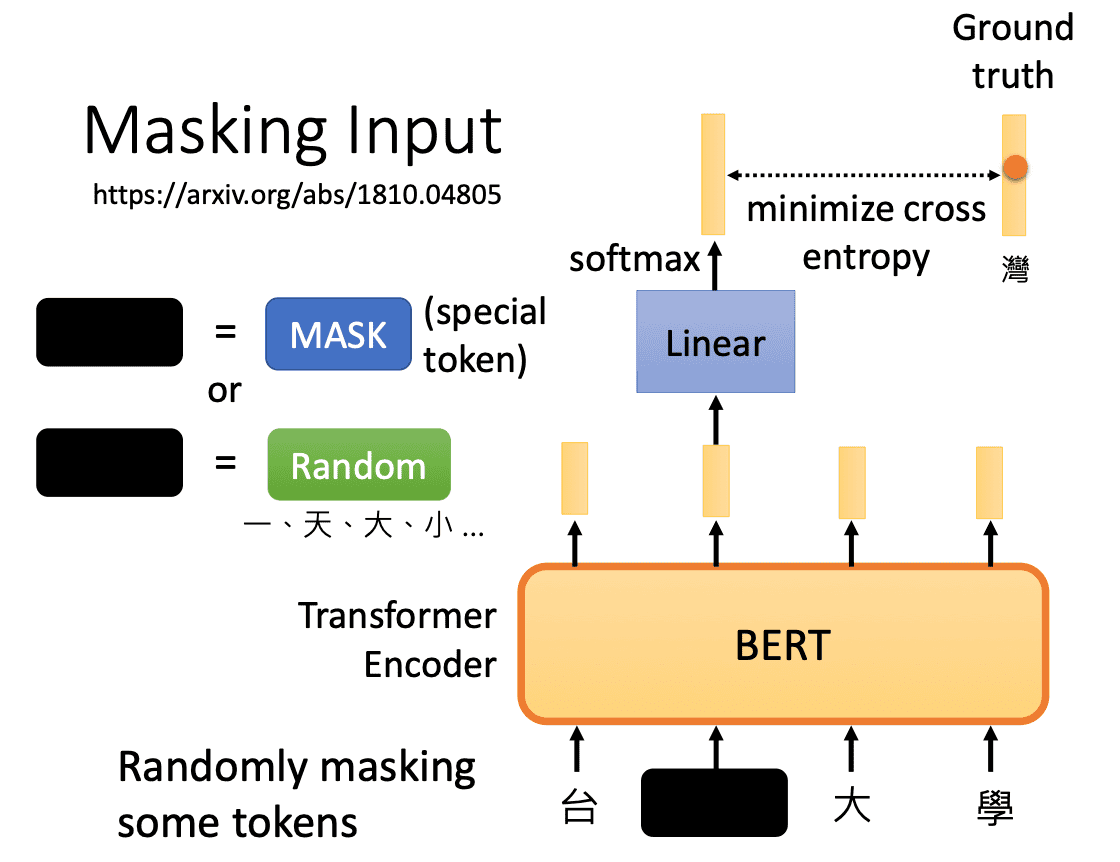 Masking Input
https://arxiv.org/abs/1810.04805
Ground
truth
minimize cross
entropy
灣
softmax
Linear
= MASK (special
token)
or
= Random
一、天、大、小 ...
Transformer
Encoder
BERT
Randomly masking
some tokens
台 大 學